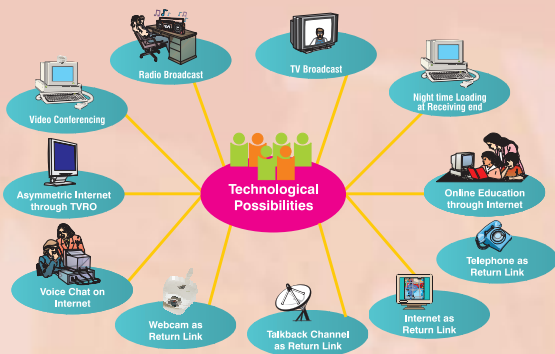 Radio Broadcast
TV Broadcast
Video Conferencing
Night time Loading
at Receiving end
Asymmetric Internet
through TVRO
Technological
Possibilities
Online Education
through Internet
Voice Chat on
Internet
Telephone as
Return Link
Webcam as
Return Link
Talkback Channel
as Return Link
Internet as
Return Link